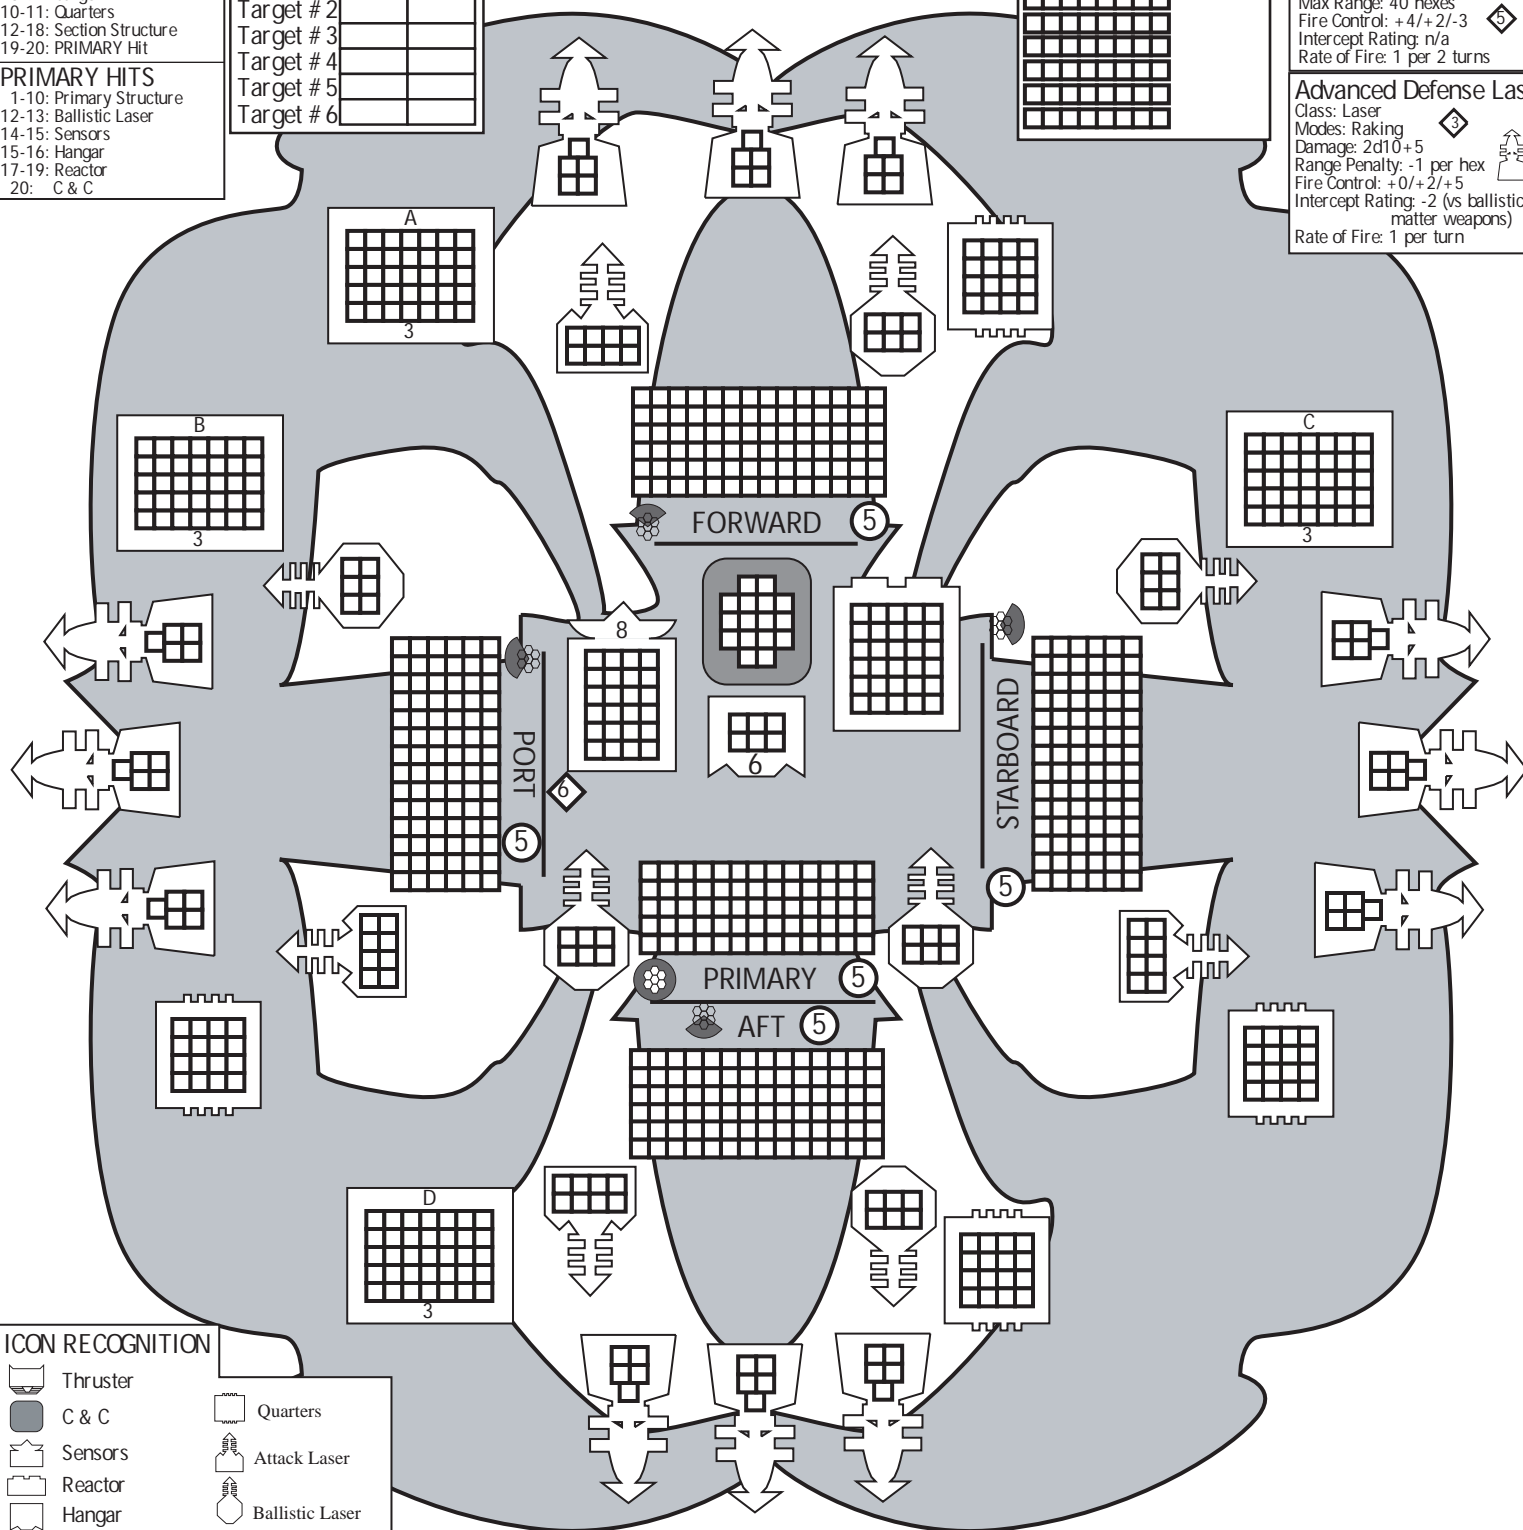 10-11: Quarters
12-18: Section Structure
19-20: PRIMARY Hit
PRIMARY HITS
1-10: Primary Structure
12-13: Ballistic Laser
14-15: Sensors
15-16: Hangar
17-19: Reactor
20: C & C
Target # 2
Target # 3
Target # 4
Target # 5
Target # 6
Max Range: 40 hexes
Fire Control: +4/+2/-3
Intercept Rating: n/a
Rate of Fire: 1 per 2 turns
5
Advanced Defense Las
Class: Laser
Modes: Raking
Damage: 2d10+5
Range Penalty: -1 per hex
Fire Control: +0/+2/+5
Intercept Rating: -2 (vs ballistic
matter weapons)
Rate of Fire: 1 per turn
3
A
3
B
3
C
3
FORWARD 5
8
6
PORT
6
5
STARBOARD
5
PRIMARY 5
AFT 5
D
3
ICON RECOGNITION
Thruster
C & C
Sensors
Reactor
Hangar
Quarters
Attack Laser
Ballistic Laser